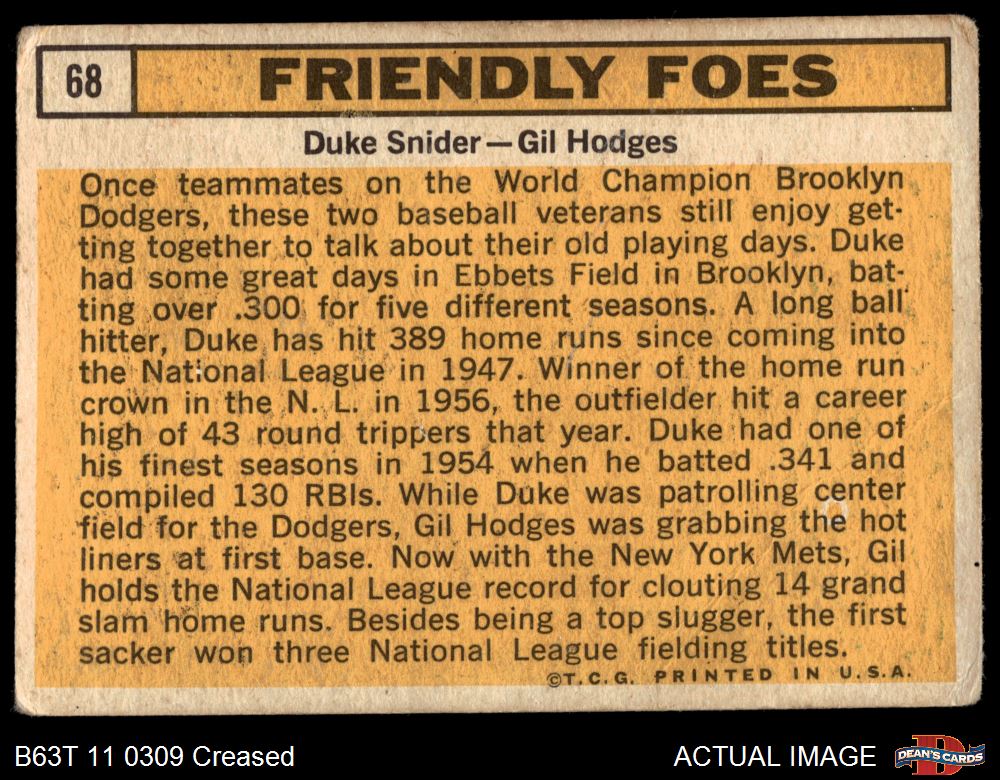 68
FRIENDLY FOES
Duke Snider—Gil Hodges
Once teammates on the World Champion Brooklyn
Dodgers, these two baseball veterans still enjoy get-
ting together to talk about their old playing days. Duke
had some great days in Ebbets Field in Brooklyn, bat-
ting over .300 for five different seasons. A long ball
hitter, Duke has hit 389 home runs since coming into
the National League in 1947. Winner of the home run
crown in the N. L. in 1956, the outfielder hit a career
high of 43 round trippers that year. Duke had one of
his finest seasons in 1954 when he batted .341 and
compiled 130 RBIs. While Duke was patrolling center
field for the Dodgers, Gil Hodges was grabbing the hot
liners at first base. Now with the New York Mets, Gil
holds the National League record for clouting 14 grand
slam home runs. Besides being a top slugger, the first
sacker won three National League fielding titles.
©T.C.G. PRINTED IN U.S.A.
B63T 11 0309 Creased
ACTUAL IMAGE
D
DEAN'S CARDS